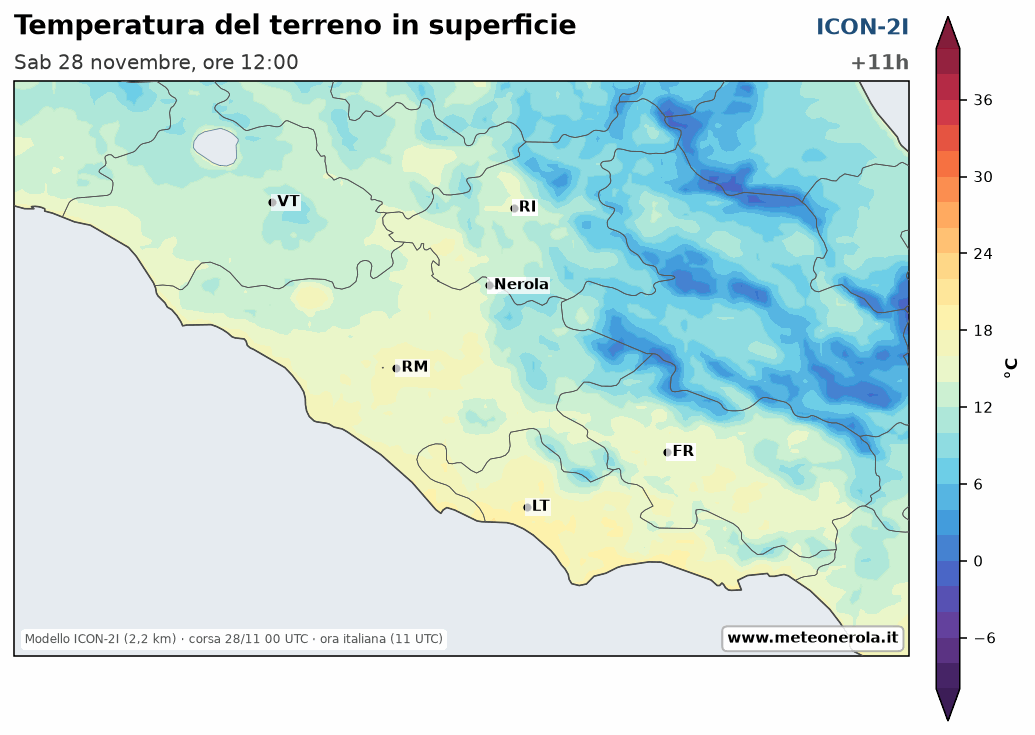 Temperatura del terreno in superficie
ICON-2I
Sab 28 novembre, ore 12:00
+11h
VT
RI
Nerola
RM
FR
LT
36
30
24
18
12
6
0
−6
°C
Modello ICON-2I (2,2 km) · corsa 28/11 00 UTC · ora italiana (11 UTC)
www.meteonerola.it